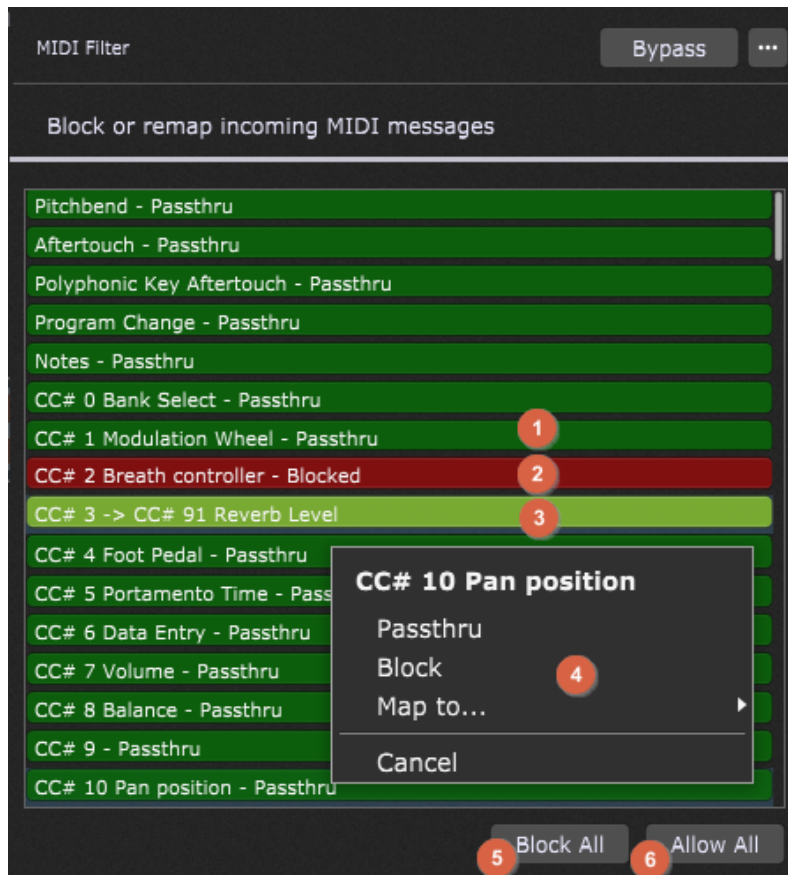 MIDI Filter
Bypass
...
Block or remap incoming MIDI messages
Pitchbend - Passthru
Aftertouch - Passthru
Polyphonic Key Aftertouch - Passthru
Program Change - Passthru
Notes - Passthru
CC# 0 Bank Select - Passthru
CC# 1 Modulation Wheel - Passthru
1
CC# 2 Breath controller - Blocked
2
CC# 3 -> CC# 91 Reverb Level
3
CC# 4 Foot Pedal - Passthru
CC# 5 Portamento Time - Pass
CC# 6 Data Entry - Passthru
CC# 7 Volume - Passthru
CC# 8 Balance - Passthru
CC# 9 - Passthru
CC# 10 Pan position - Passthru
CC# 10 Pan position
Passthru
Block
4
Map to...
Cancel
5
Block All
6
Allow All